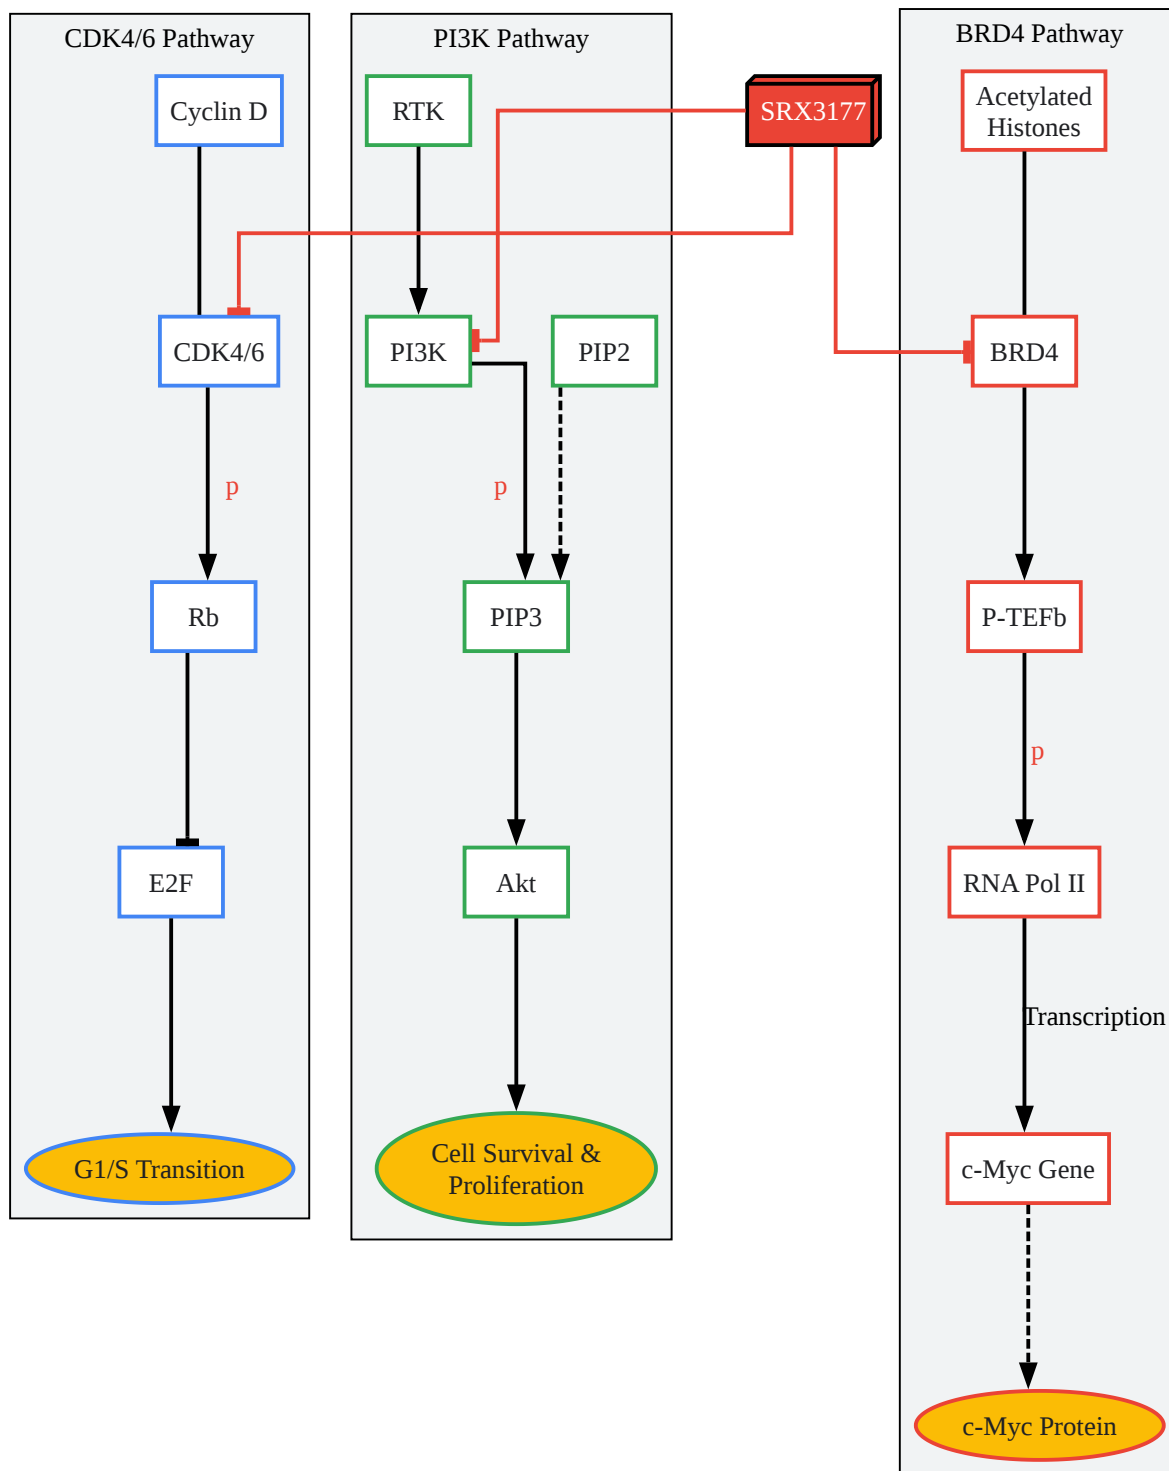 CDK4/6 Pathway
Cyclin D
CDK4/6
p
Rb
E2F
G1/S Transition
PI3K Pathway
RTK
PI3K
PIP2
p
PIP3
Akt
Cell Survival &
Proliferation
SRX3177
BRD4 Pathway
Acetylated
Histones
BRD4
P-TEFb
p
RNA Pol II
Transcription
c-Myc Gene
c-Myc Protein